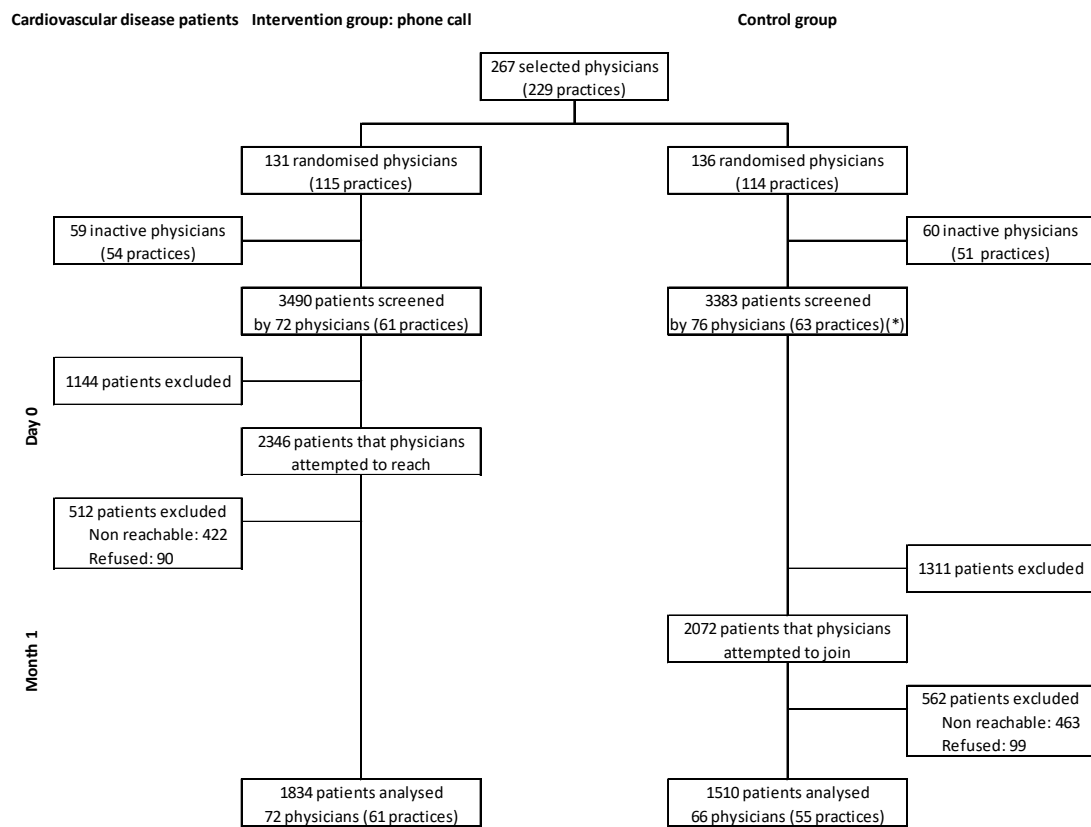 Cardiovascular disease patients
Intervention group: phone call
Control group
267 selected physicians
(229 practices)
131 randomised physicians
(115 practices)
136 randomised physicians
(114 practices)
59 inactive physicians
(54 practices)
60 inactive physicians
(51 practices)
3490 patients screened
by 72 physicians (61 practices)
3383 patients screened
by 76 physicians (63 practices)(*)
1144 patients excluded
Day 0
2346 patients that physicians
attempted to reach
512 patients excluded
Non reachable: 422
Refused: 90
1311 patients excluded
Month 1
2072 patients that physicians
attempted to join
562 patients excluded
Non reachable: 463
Refused: 99
1834 patients analysed
72 physicians (61 practices)
1510 patients analysed
66 physicians (55 practices)